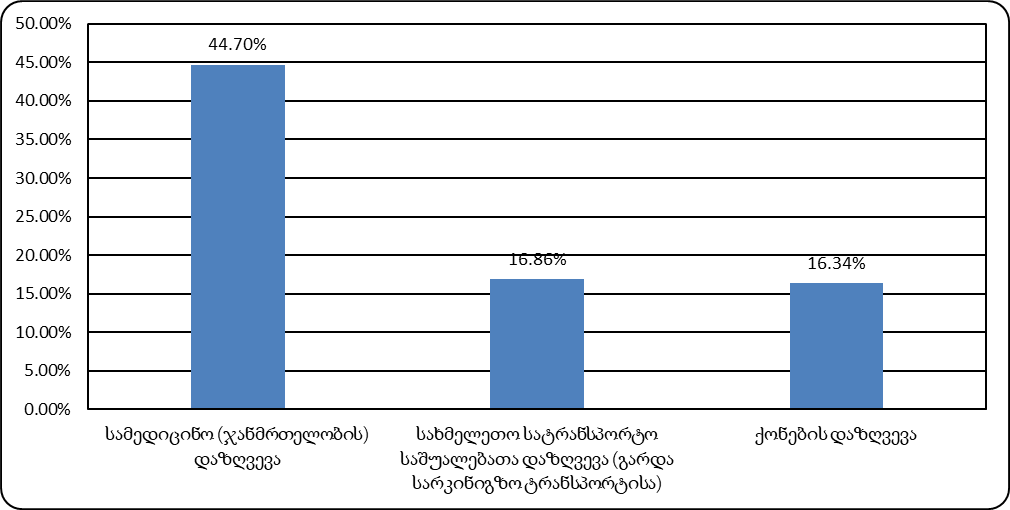 50.00%
45.00%
40.00%
35.00%
30.00%
25.00%
20.00%
15.00%
10.00%
5.00%
0.00%
44.70%
16.86%
16.34%
სამედიცინო (ჯანმრთელობის)
დაზღვევა
სახმელეთო სატრანსპორტო
საშუალებათა დაზღვევა (გარდა
სარკინიგზო ტრანსპორტისა)
ქონების დაზღვევა